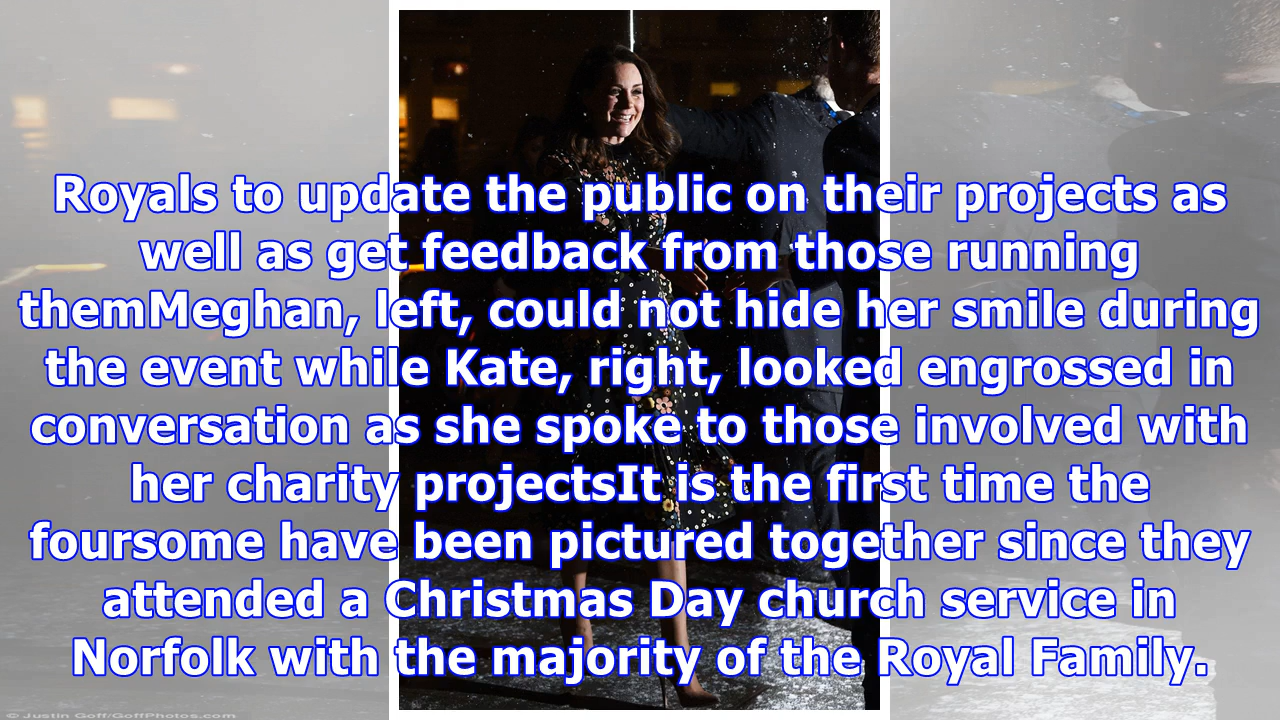 Royals to update the public on their projects as
well as get feedback from those running
themMeghan, left, could not hide her smile during
the event while Kate, right, looked engrossed in
conversation as she spoke to those involved with
her charity projectsIt is the first time the
foursome have been pictured together since they
attended a Christmas Day church service in
Norfolk with the majority of the Royal Family.
© Justin Goff/GoffPhotos.com